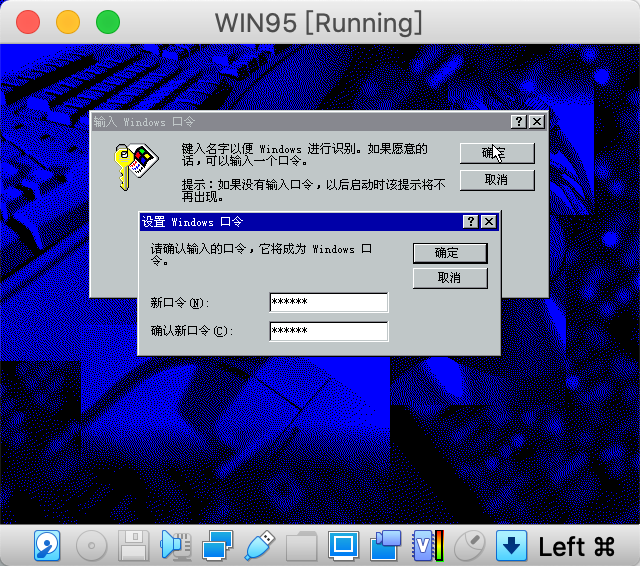 WIN95 [Running]
输入 Windows 口令
键入名字以便 Windows 进行识别。如果愿意的
话，可以输入一个口令。
提示：如果没有输入口令，以后启动时该提示将不
再出现。
确定
取消
设置 Windows 口令
请确认输入的口令，它将成为 Windows 口
令。
确定
取消
新口令(N):
******
确认新口令(C):
******
V
Left ⌘